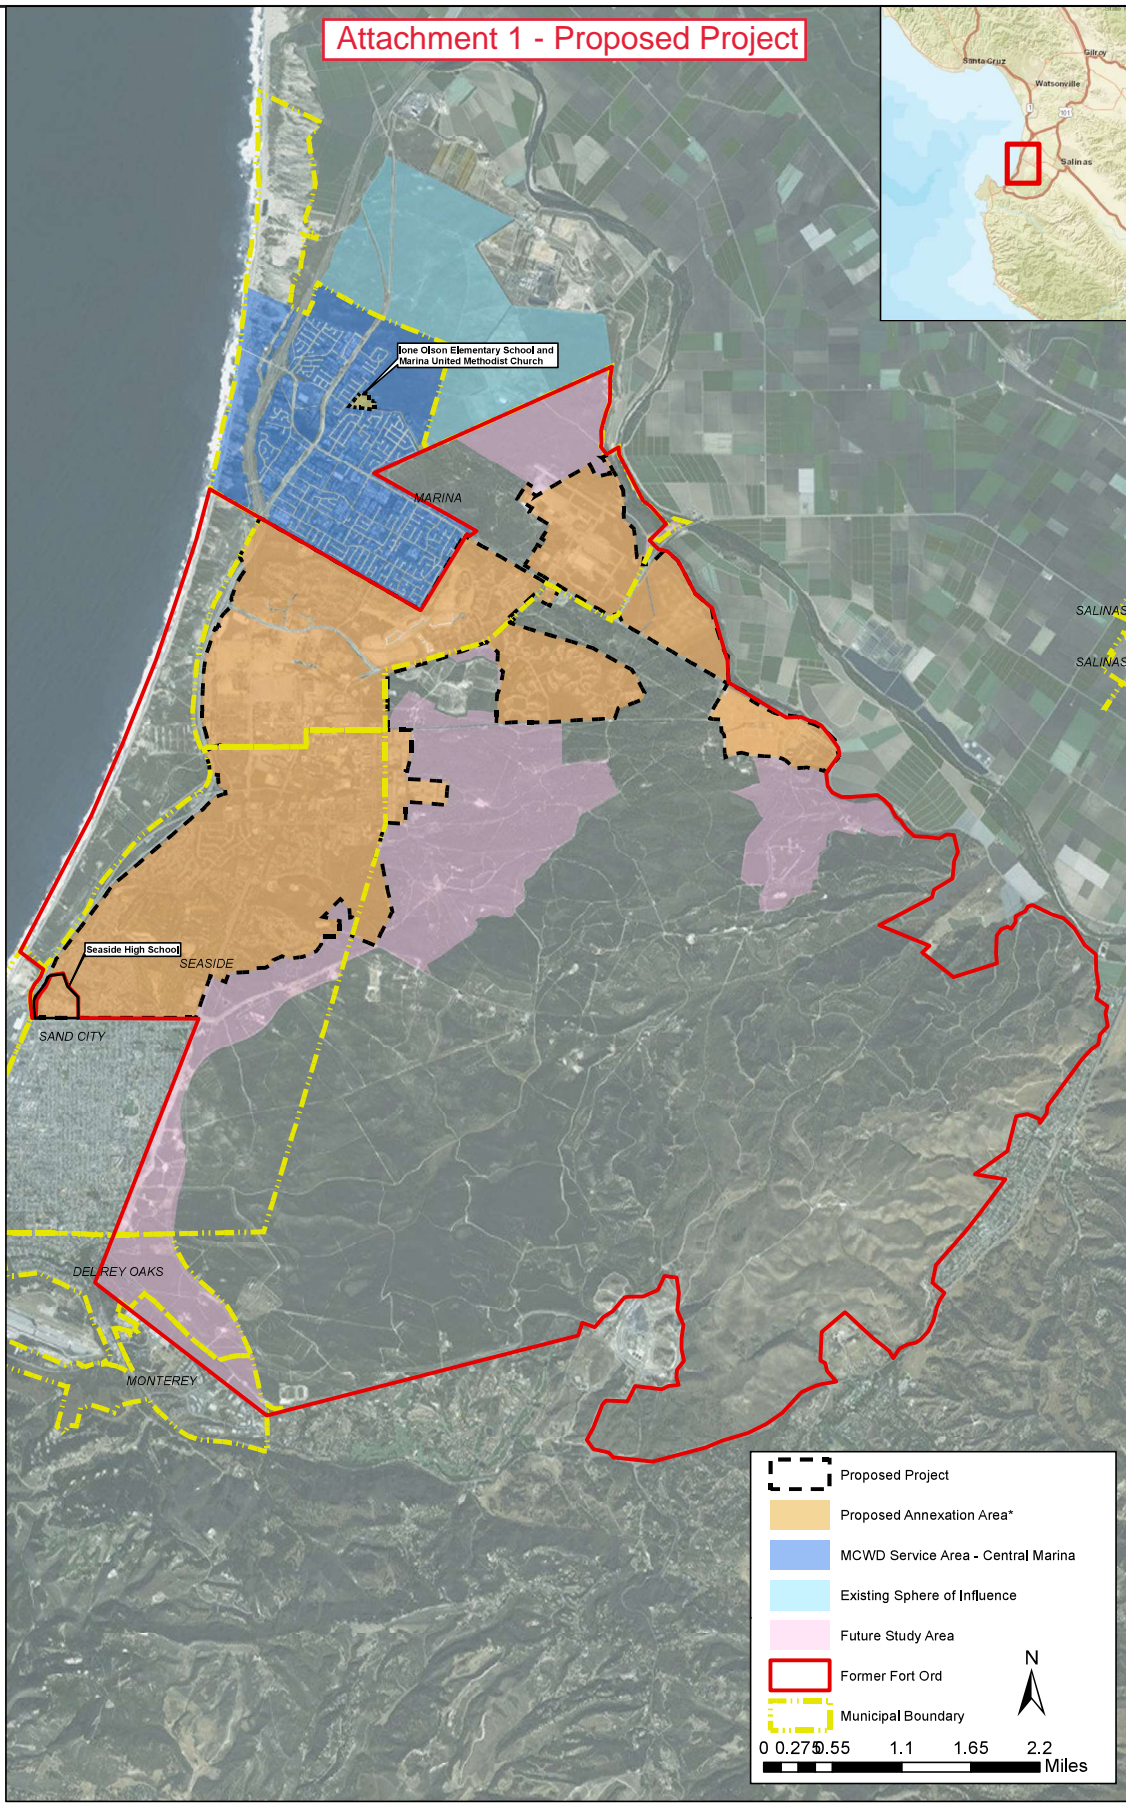 Attachment 1 - Proposed Project
Santa Cruz
Gilroy
Watsonville
1
101
Salinas
Ione Olson Elementary School and
Marina United Methodist Church
MARINA
SALINAS
SALINAS
Seaside High School
SEASIDE
SAND CITY
DEL REY OAKS
MONTEREY
Proposed Project
Proposed Annexation Area*
MCWD Service Area - Central Marina
Existing Sphere of Influence
Future Study Area
Former Fort Ord
Municipal Boundary
N
0 0.275 0.55 1.1 1.65 2.2
Miles